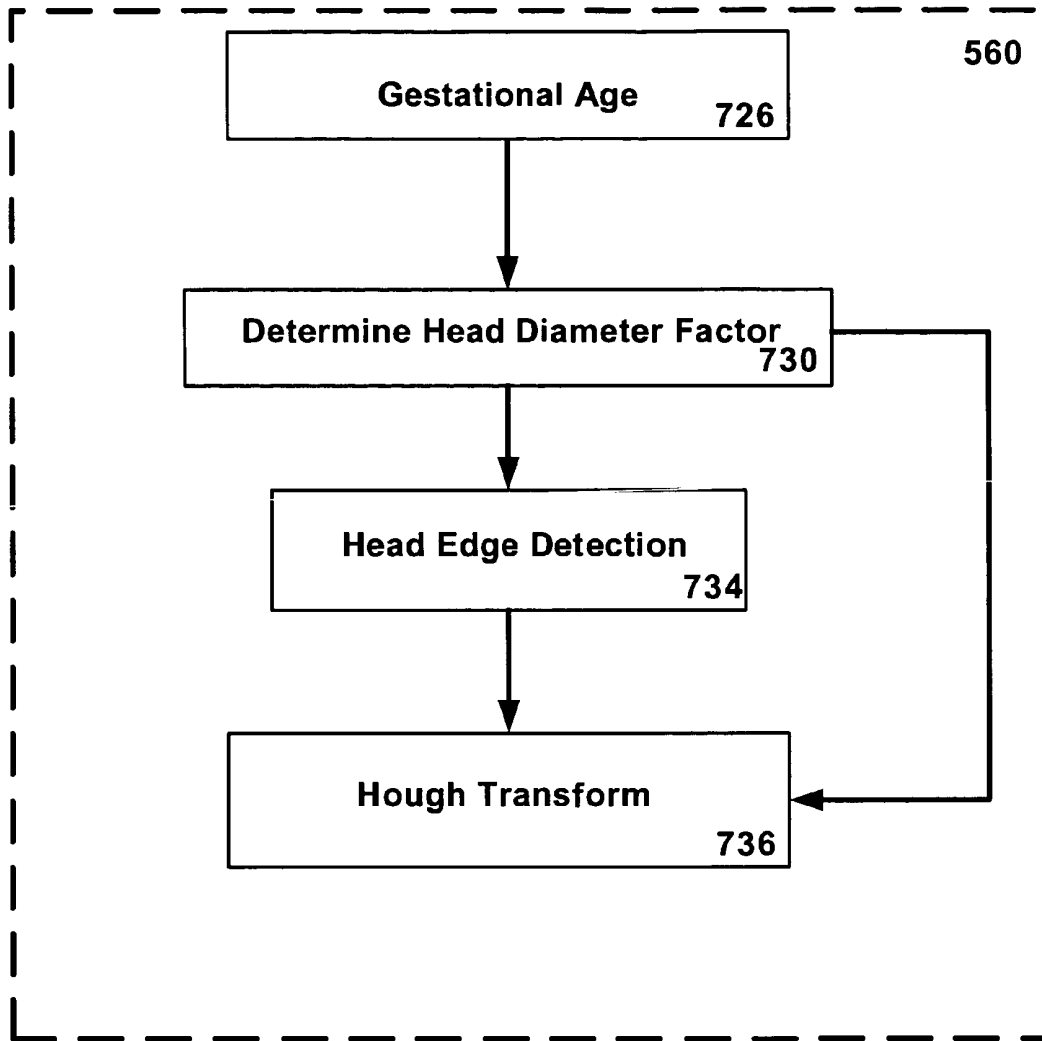 560
Gestational Age
726
Determine Head Diameter Factor
730
Head Edge Detection
734
Hough Transform
736